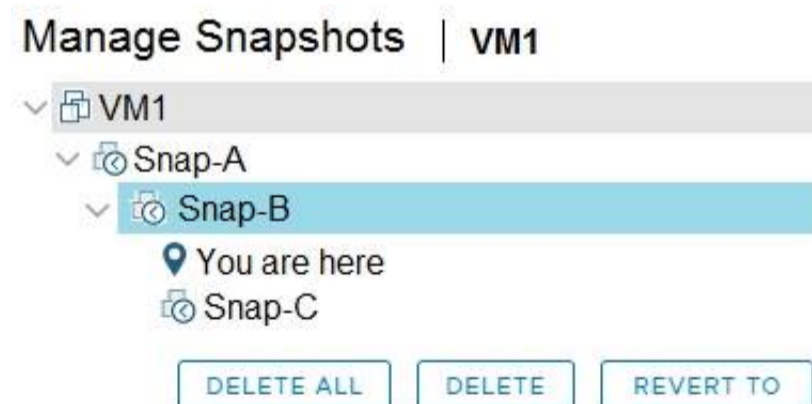 Manage Snapshots | VM1
VM1
Snap-A
Snap-B
You are here
Snap-C
DELETE ALL DELETE REVERT TO